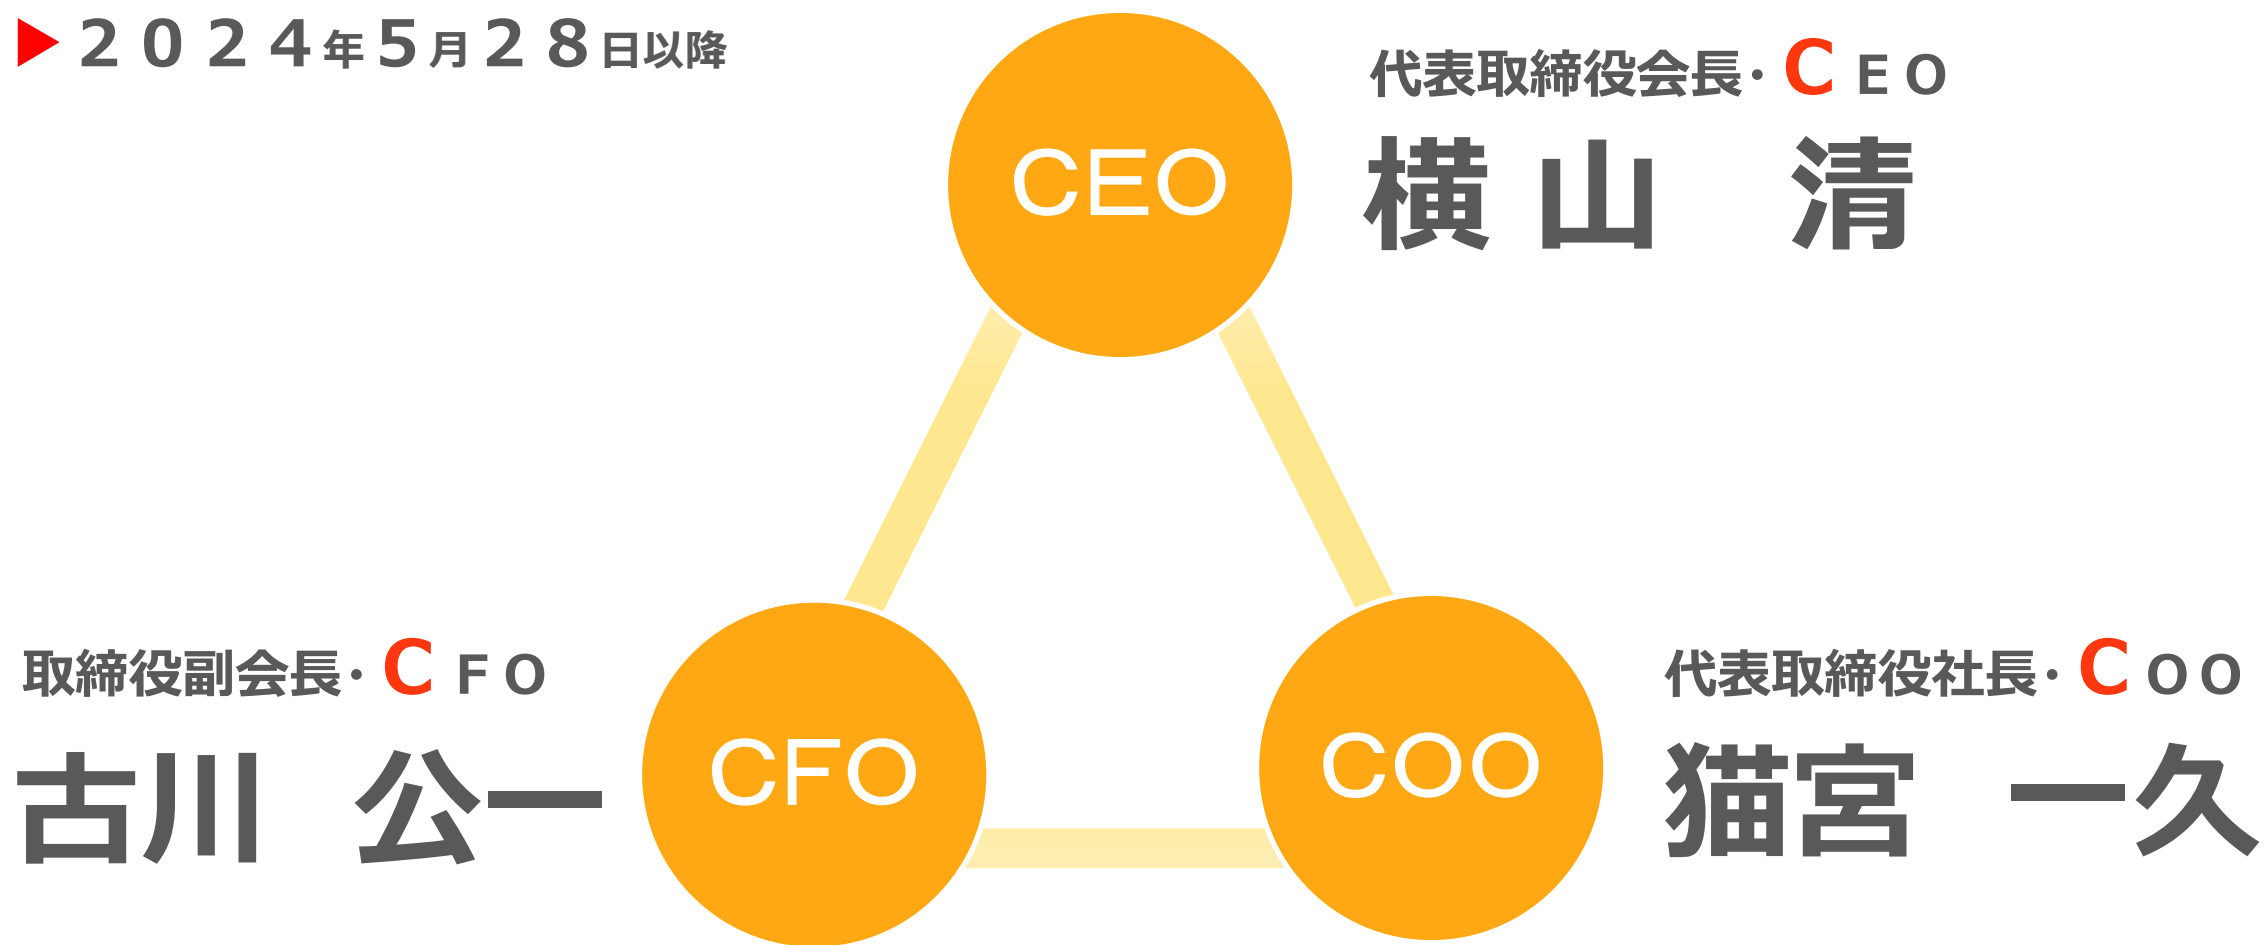 ▶２０２４年５月２８日以降
代表取締役会長・ＣＥＯ
横山　清
CEO
取締役副会長・ＣＦＯ
古川　公一
CFO
COO
代表取締役社長・ＣＯＯ
猫宮　一久